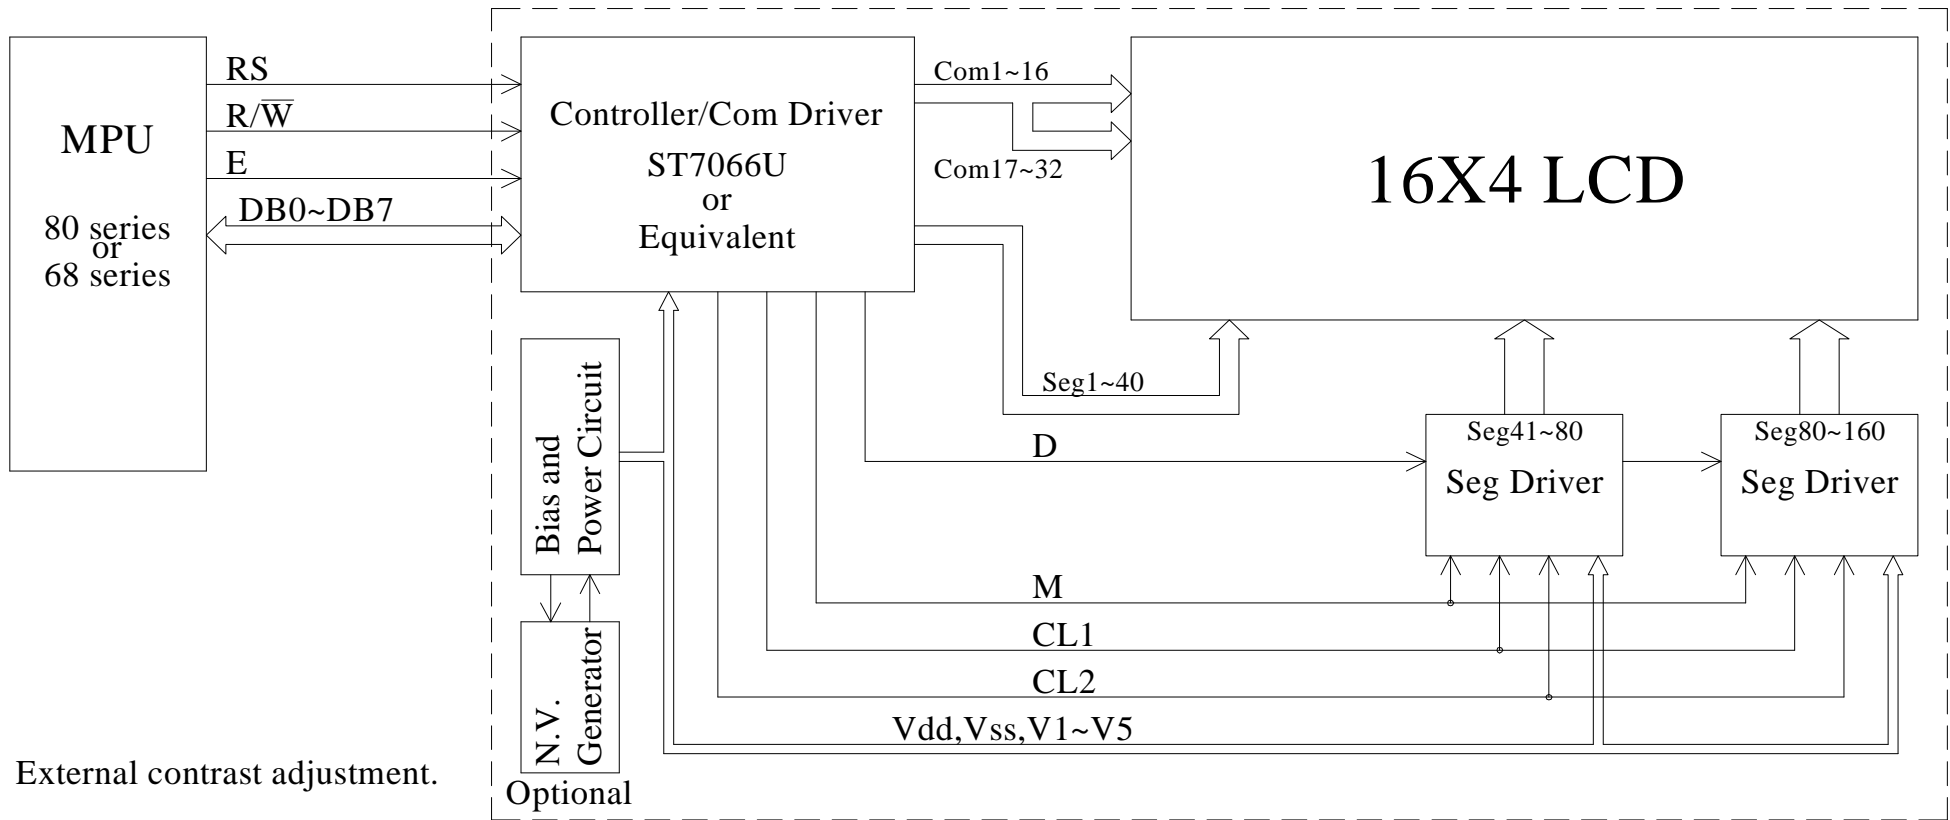 MPU
80 series
or
68 series
RS
R/W̅
E
DB0~DB7
Controller/Com Driver
ST7066U
or
Equivalent
Com1~16
Com17~32
16X4 LCD
Seg1~40
Bias and
Power Circuit
D
Seg41~80
Seg Driver
Seg80~160
Seg Driver
M
CL1
CL2
Vdd,Vss,V1~V5
N.V.
Generator
Optional
External contrast adjustment.